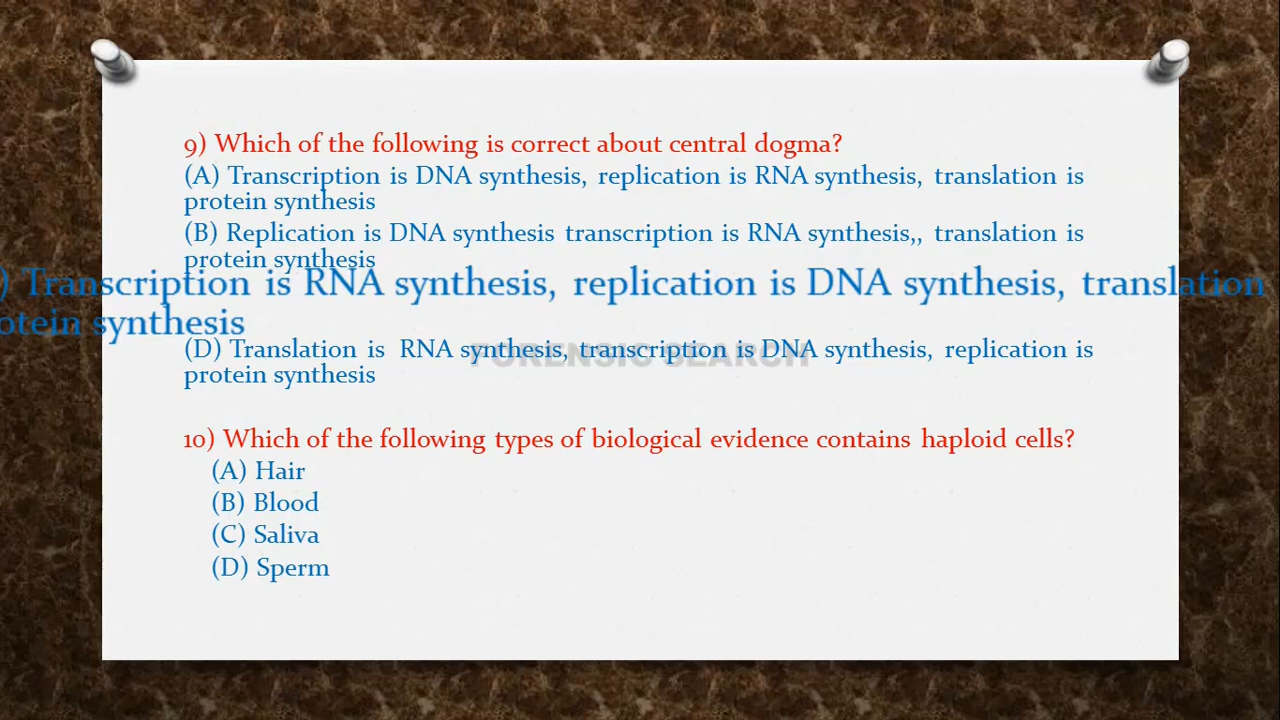 9) Which of the following is correct about central dogma?
(A) Transcription is DNA synthesis, replication is RNA synthesis, translation is
protein synthesis
(B) Replication is DNA synthesis transcription is RNA synthesis,, translation is
protein synthesis
) Transcription is RNA synthesis, replication is DNA synthesis, translation
otein synthesis
(D) Translation is RNA synthesis, transcription is DNA synthesis, replication is
protein synthesis
FORENSIC SEARCH
10) Which of the following types of biological evidence contains haploid cells?
(A) Hair
(B) Blood
(C) Saliva
(D) Sperm